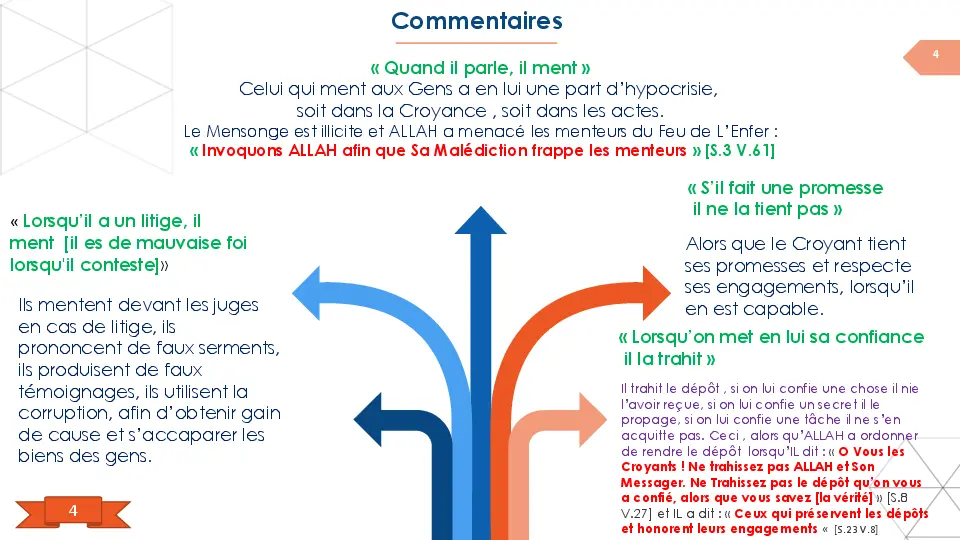 Commentaires
4
« Quand il parle, il ment »
Celui qui ment aux Gens a en lui une part d’hypocrisie,
soit dans la Croyance , soit dans les actes.
Le Mensonge est illicite et ALLAH a menacé les menteurs du Feu de L’Enfer :
« Invoquons ALLAH afin que Sa Malédiction frappe les menteurs » [S.3 V.61]
« Lorsqu’il a un litige, il
ment [il es de mauvaise foi
lorsqu'il conteste]»
Ils mentent devant les juges
en cas de litige, ils
prononcent de faux serments,
ils produisent de faux
témoignages, ils utilisent la
corruption, afin d’obtenir gain
de cause et s’accaparer les
biens des gens.
« S’il fait une promesse
il ne la tient pas »
Alors que le Croyant tient
ses promesses et respecte
ses engagements, lorsqu’il
en est capable.
« Lorsqu’on met en lui sa confiance
il la trahit »
Il trahit le dépôt , si on lui confie une chose il nie
l’avoir reçue, si on lui confie un secret il le
propage, si on lui confie une tâche il ne s’en
acquitte pas. Ceci , alors qu’ALLAH a ordonner
de rendre le dépôt lorsqu’IL dit : « O Vous les
Croyants ! Ne trahissez pas ALLAH et Son
Messager. Ne Trahissez pas le dépôt qu’on vous
a confié, alors que vous savez [la vérité] » [S.8
V.27] et IL a dit : « Ceux qui préservent les dépôts
et honorent leurs engagements « [S.23 V.8]
4